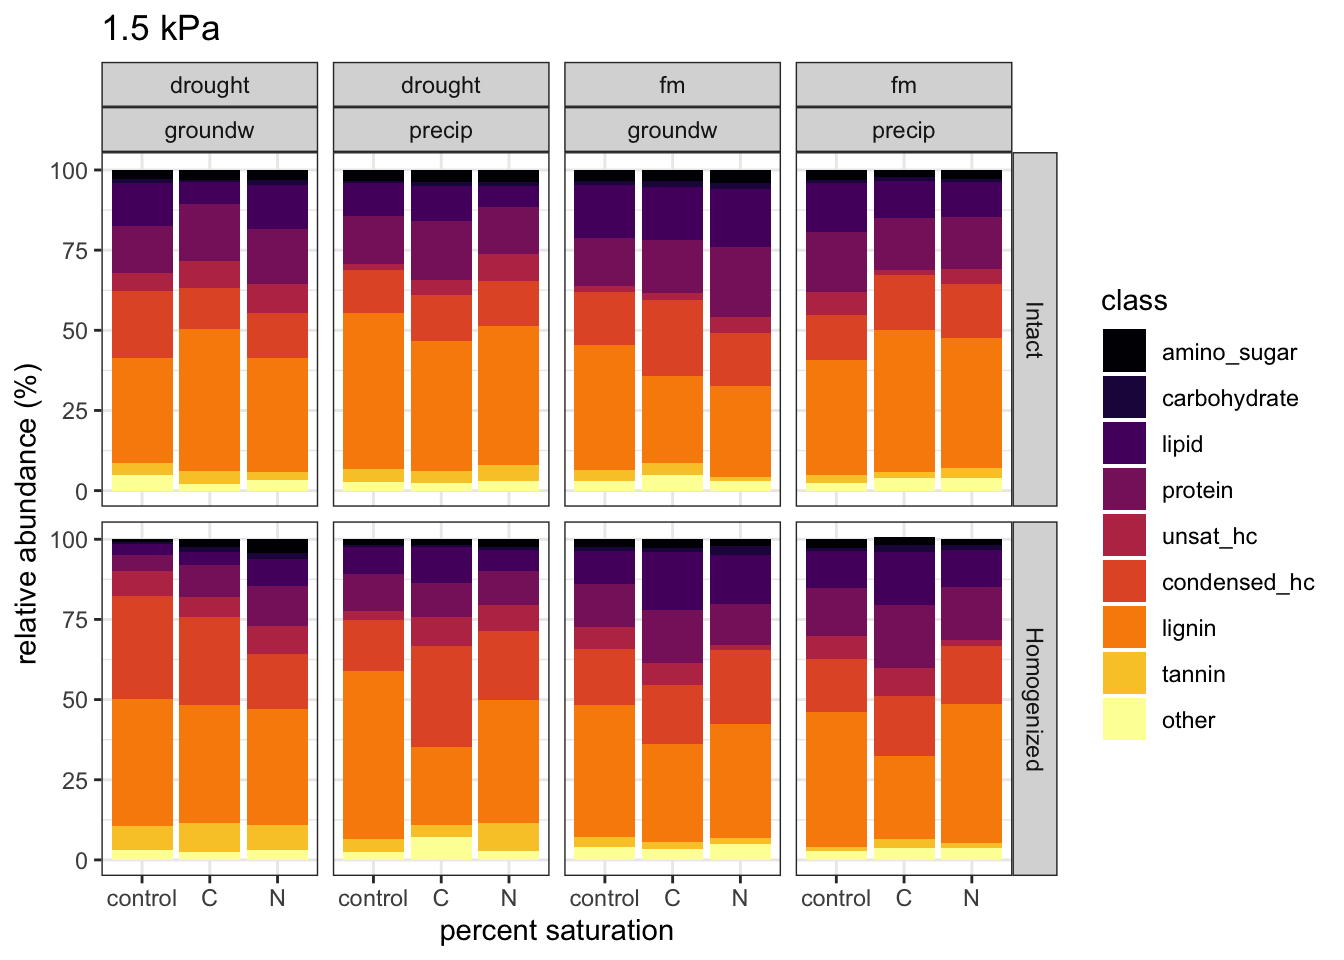 1.5 kPa
drought
drought
fm
fm
groundw
precip
groundw
precip
100
75
50
25
0
Intact
100
75
50
25
0
Homogenized
relative abundance (%)
control C N
control C N
control C N
control C N
percent saturation
class
amino_sugar
carbohydrate
lipid
protein
unsat_hc
condensed_hc
lignin
tannin
other